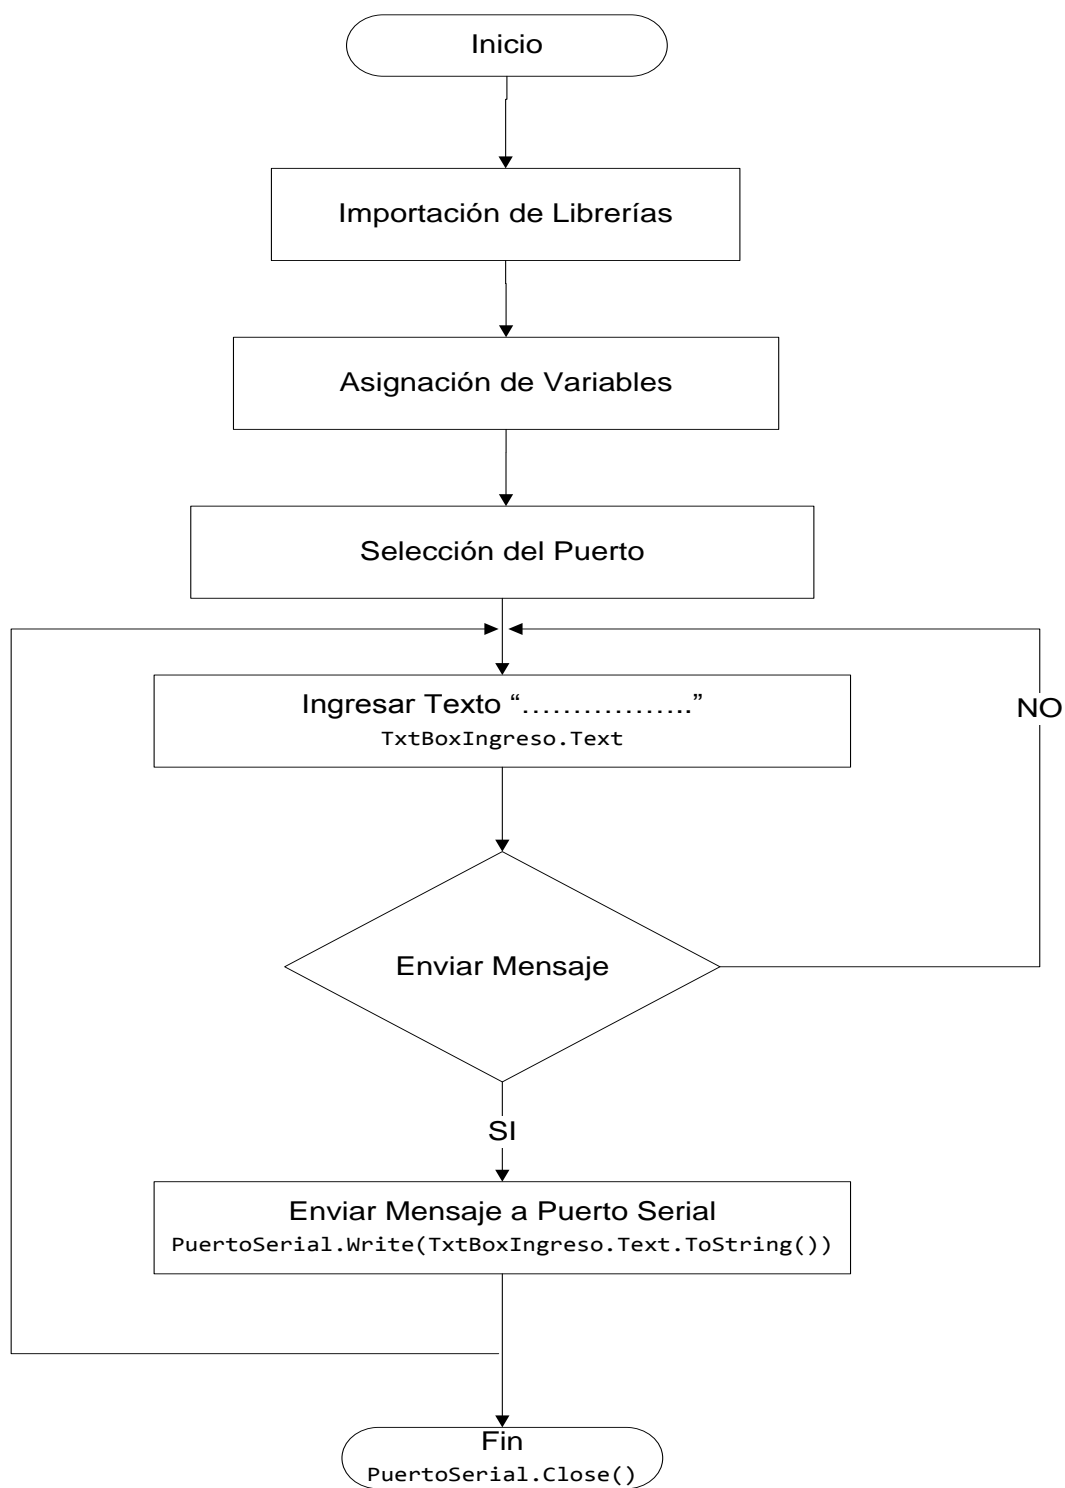 Inicio
Importación de Librerías
Asignación de Variables
Selección del Puerto
Ingresar Texto “……………..”
TxtBoxIngreso.Text
NO
Enviar Mensaje
SI
Enviar Mensaje a Puerto Serial
PuertoSerial.Write(TxtBoxIngreso.Text.ToString())
Fin
PuertoSerial.Close()